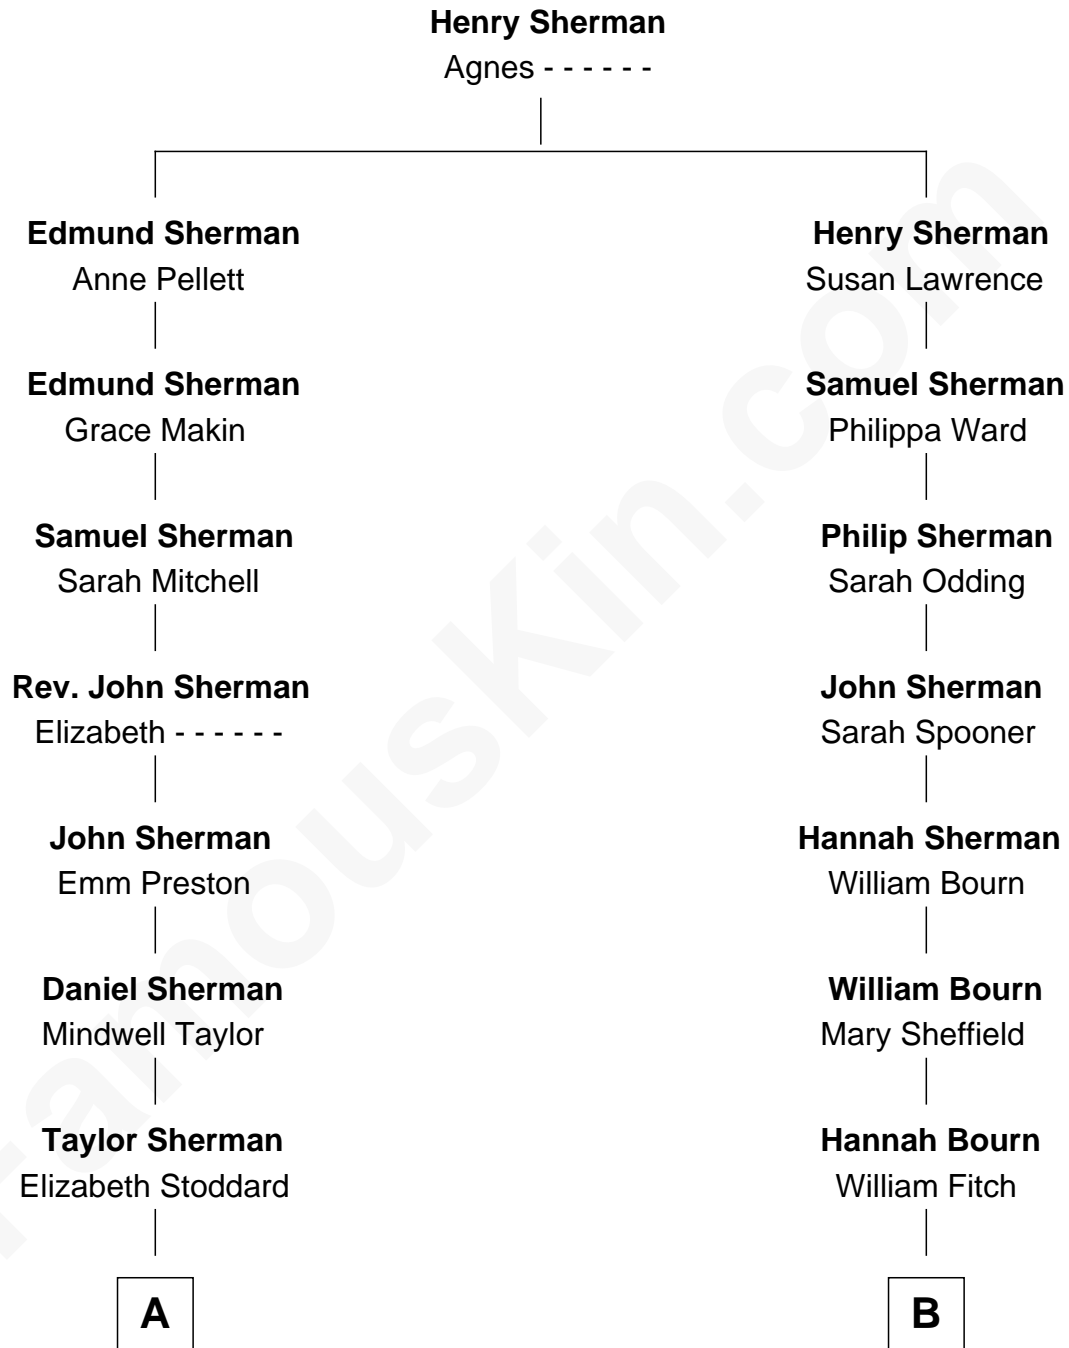 Henry Sherman
Agnes - - - - - -
Edmund Sherman
Anne Pellett
Henry Sherman
Susan Lawrence
Edmund Sherman
Grace Makin
Samuel Sherman
Philippa Ward
Samuel Sherman
Sarah Mitchell
Philip Sherman
Sarah Odding
Rev. John Sherman
Elizabeth - - - - - -
John Sherman
Sarah Spooner
John Sherman
Emm Preston
Hannah Sherman
William Bourn
Daniel Sherman
Mindwell Taylor
William Bourn
Mary Sheffield
Taylor Sherman
Elizabeth Stoddard
Hannah Bourn
William Fitch
A
B
FamousKin.com